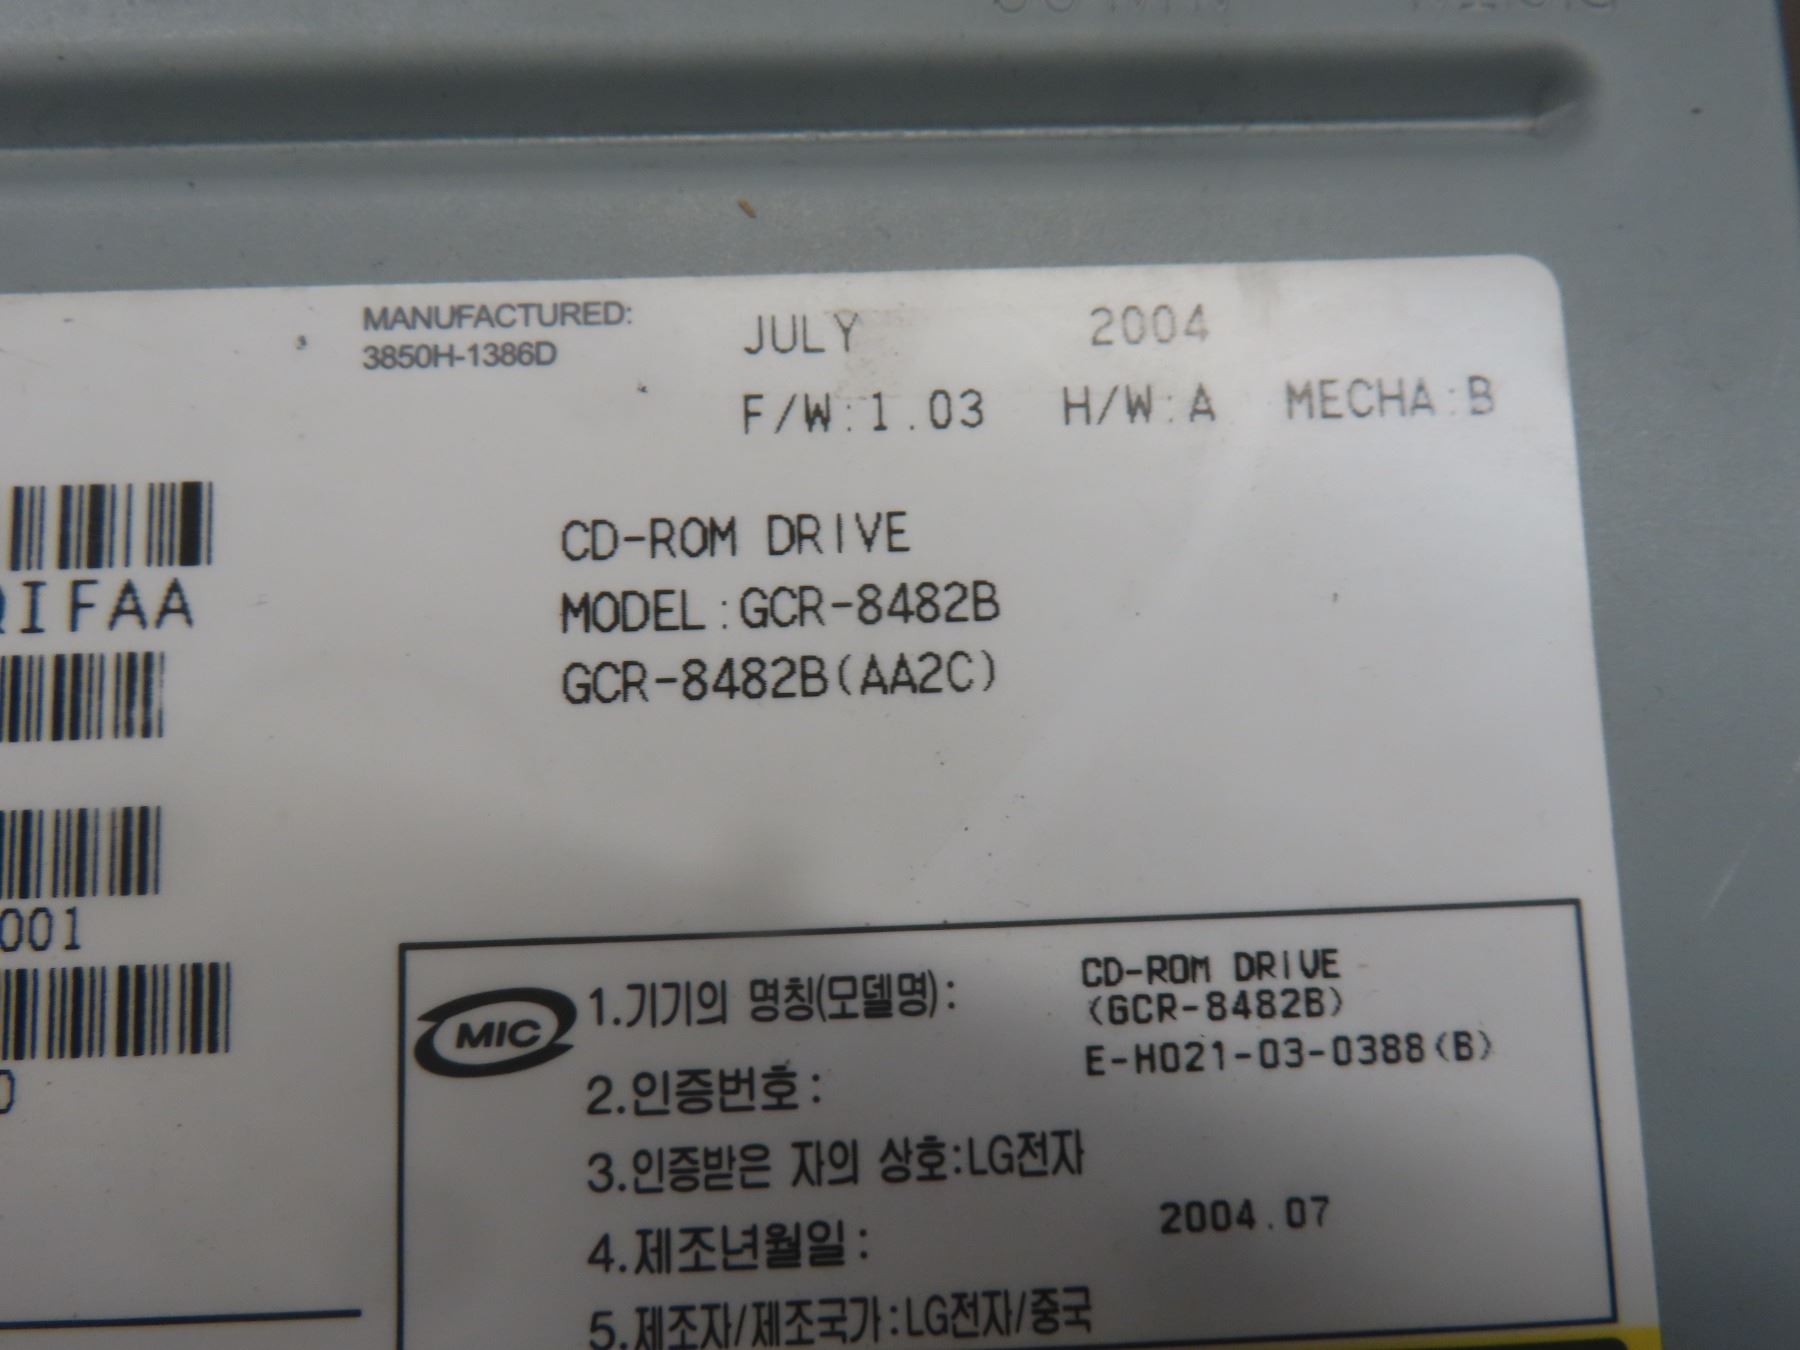 MANUFACTURED: JULY 2004
3850H-1386D
F/W:1.03 H/W:A MECHA:B
CD-ROM DRIVE
IFAA
MODEL:GCR-8482B
GCR-8482B(AA2C)
001
MIC
1.기기의 명칭(모델명): CD-ROM DRIVE
(GCR-8482B)
2.인증번호: E-H021-03-0388(B)
3.인증받은 자의 상호:LG전자
4.제조년월일: 2004.07
5.제조자/제조국가:LG전자/중국